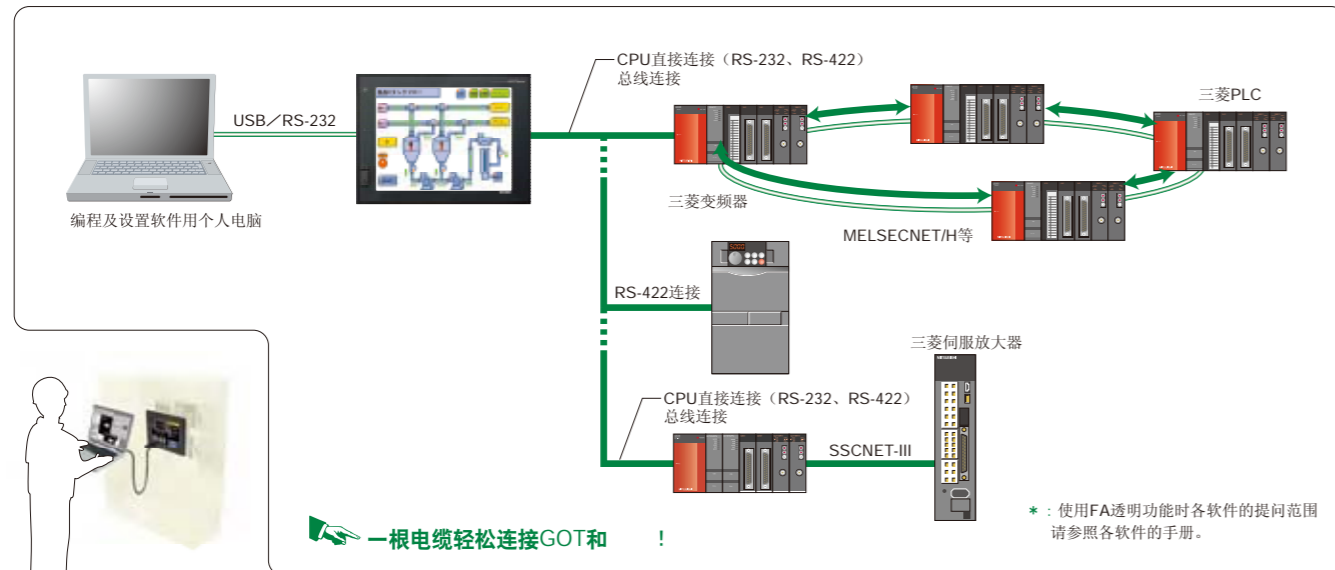 CPU直接连接（RS-232、RS-422）
总线连接
三菱PLC
USB／RS-232
三菱变频器
编程及设置软件用个人电脑
MELSECNET/H等
RS-422连接
三菱伺服放大器
CPU直接连接（RS-232、RS-422）
总线连接
SSCNET-III
*：使用FA透明功能时各软件的提问范围
请参照各软件的手册。
一根电缆轻松连接GOT和 ！